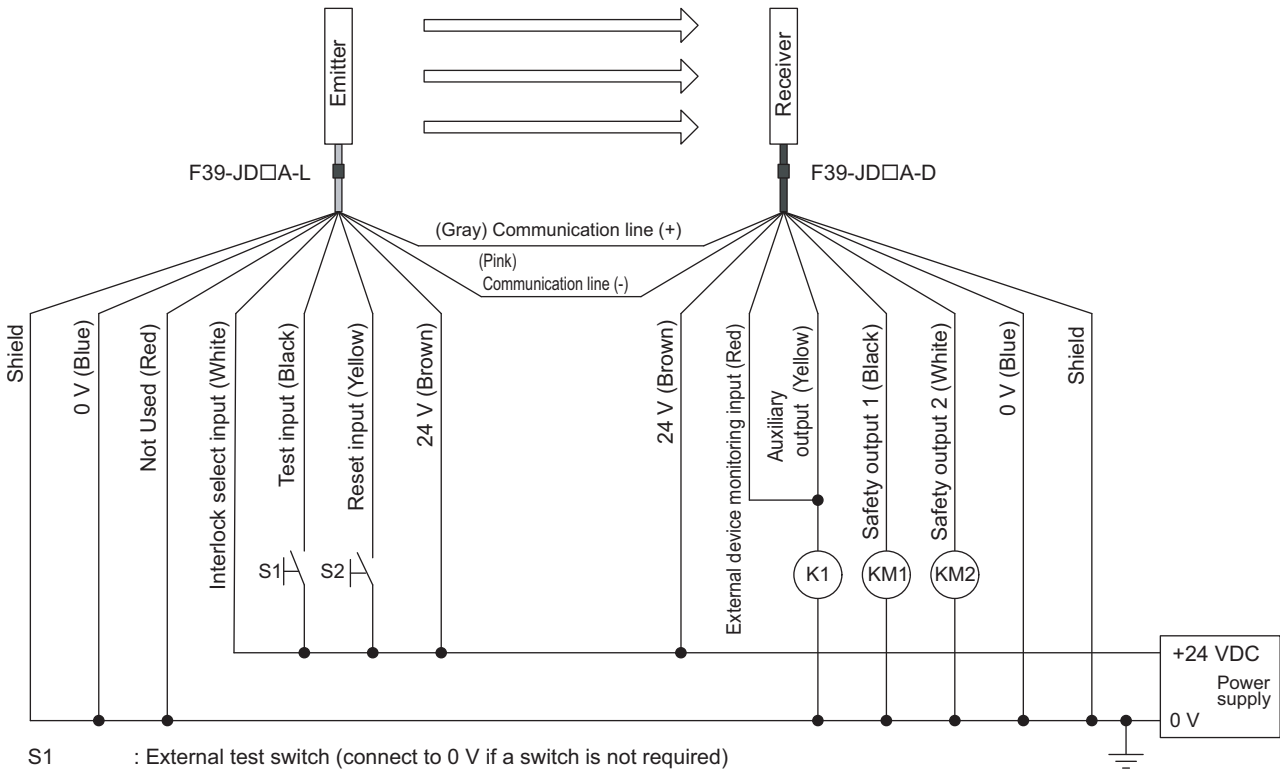 Emitter
Receiver
F39-JD□A-L
F39-JD□A-D
(Gray) Communication line (+)
(Pink)
Communication line (-)
Shield
0 V (Blue)
Not Used (Red)
Interlock select input (White)
Test input (Black)
Reset input (Yellow)
24 V (Brown)
24 V (Brown)
External device monitoring input (Red)
Auxiliary
output (Yellow)
Safety output 1 (Black)
Safety output 2 (White)
0 V (Blue)
Shield
S1
S2
K1
KM1
KM2
+24 VDC
Power
supply
0 V
S1 : External test switch (connect to 0 V if a switch is not required)